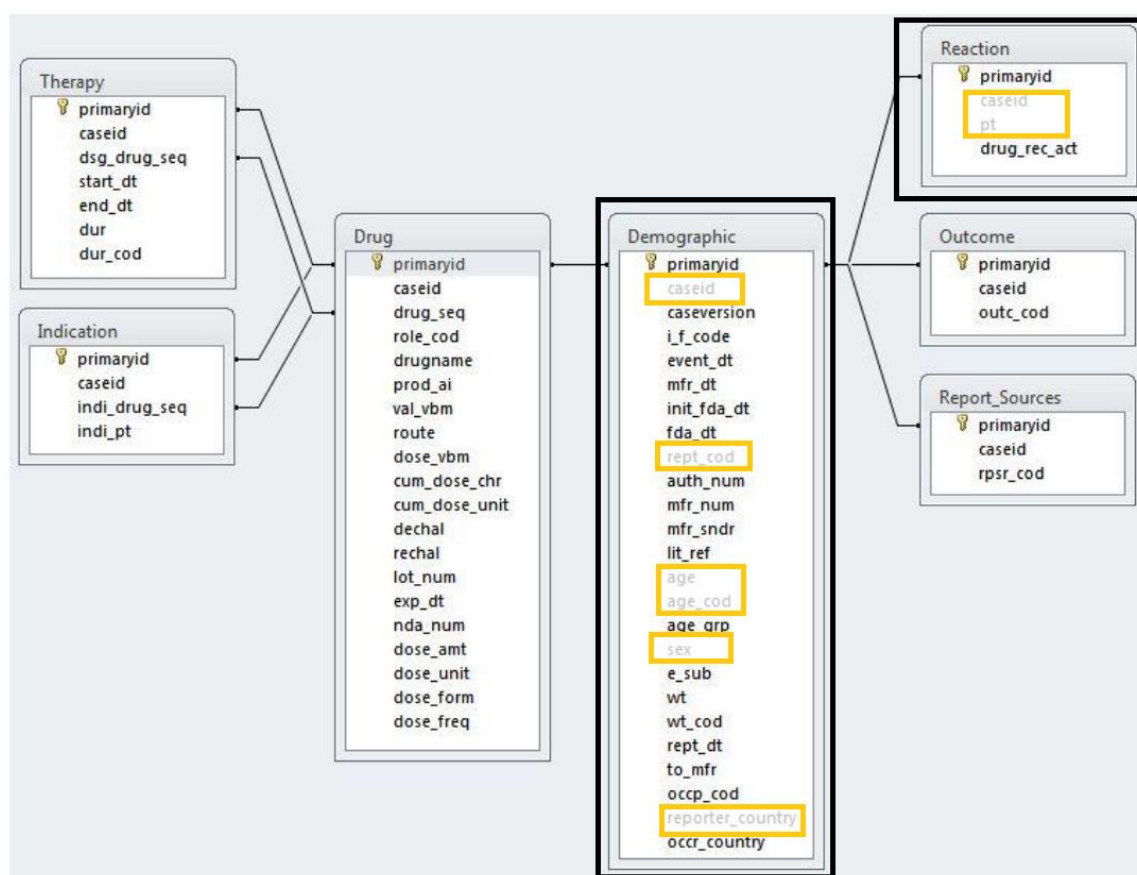 Therapy
primaryid
caseid
dsg_drug_seq
start_dt
end_dt
dur
dur_cod
Indication
primaryid
caseid
indi_drug_seq
indi_pt
Drug
primaryid
caseid
drug_seq
role_cod
drugname
prod_ai
val_vbm
route
dose_vbm
cum_dose_chr
cum_dose_unit
dechal
rechal
lot_num
exp_dt
nda_num
dose_amt
dose_unit
dose_form
dose_freq
Demographic
primaryid
caseid
caseversion
i_f_code
event_dt
mfr_dt
init_fda_dt
fda_dt
rept_cod
auth_num
mfr_num
mfr_sndr
lit_ref
age
age_cod
age_grp
sex
e_sub
wt
wt_cod
rept_dt
to_mfr
occp_cod
reporter_country
occr_country
Reaction
primaryid
caseid
pt
drug_rec_act
Outcome
primaryid
caseid
outc_cod
Report_Sources
primaryid
caseid
rpsr_cod